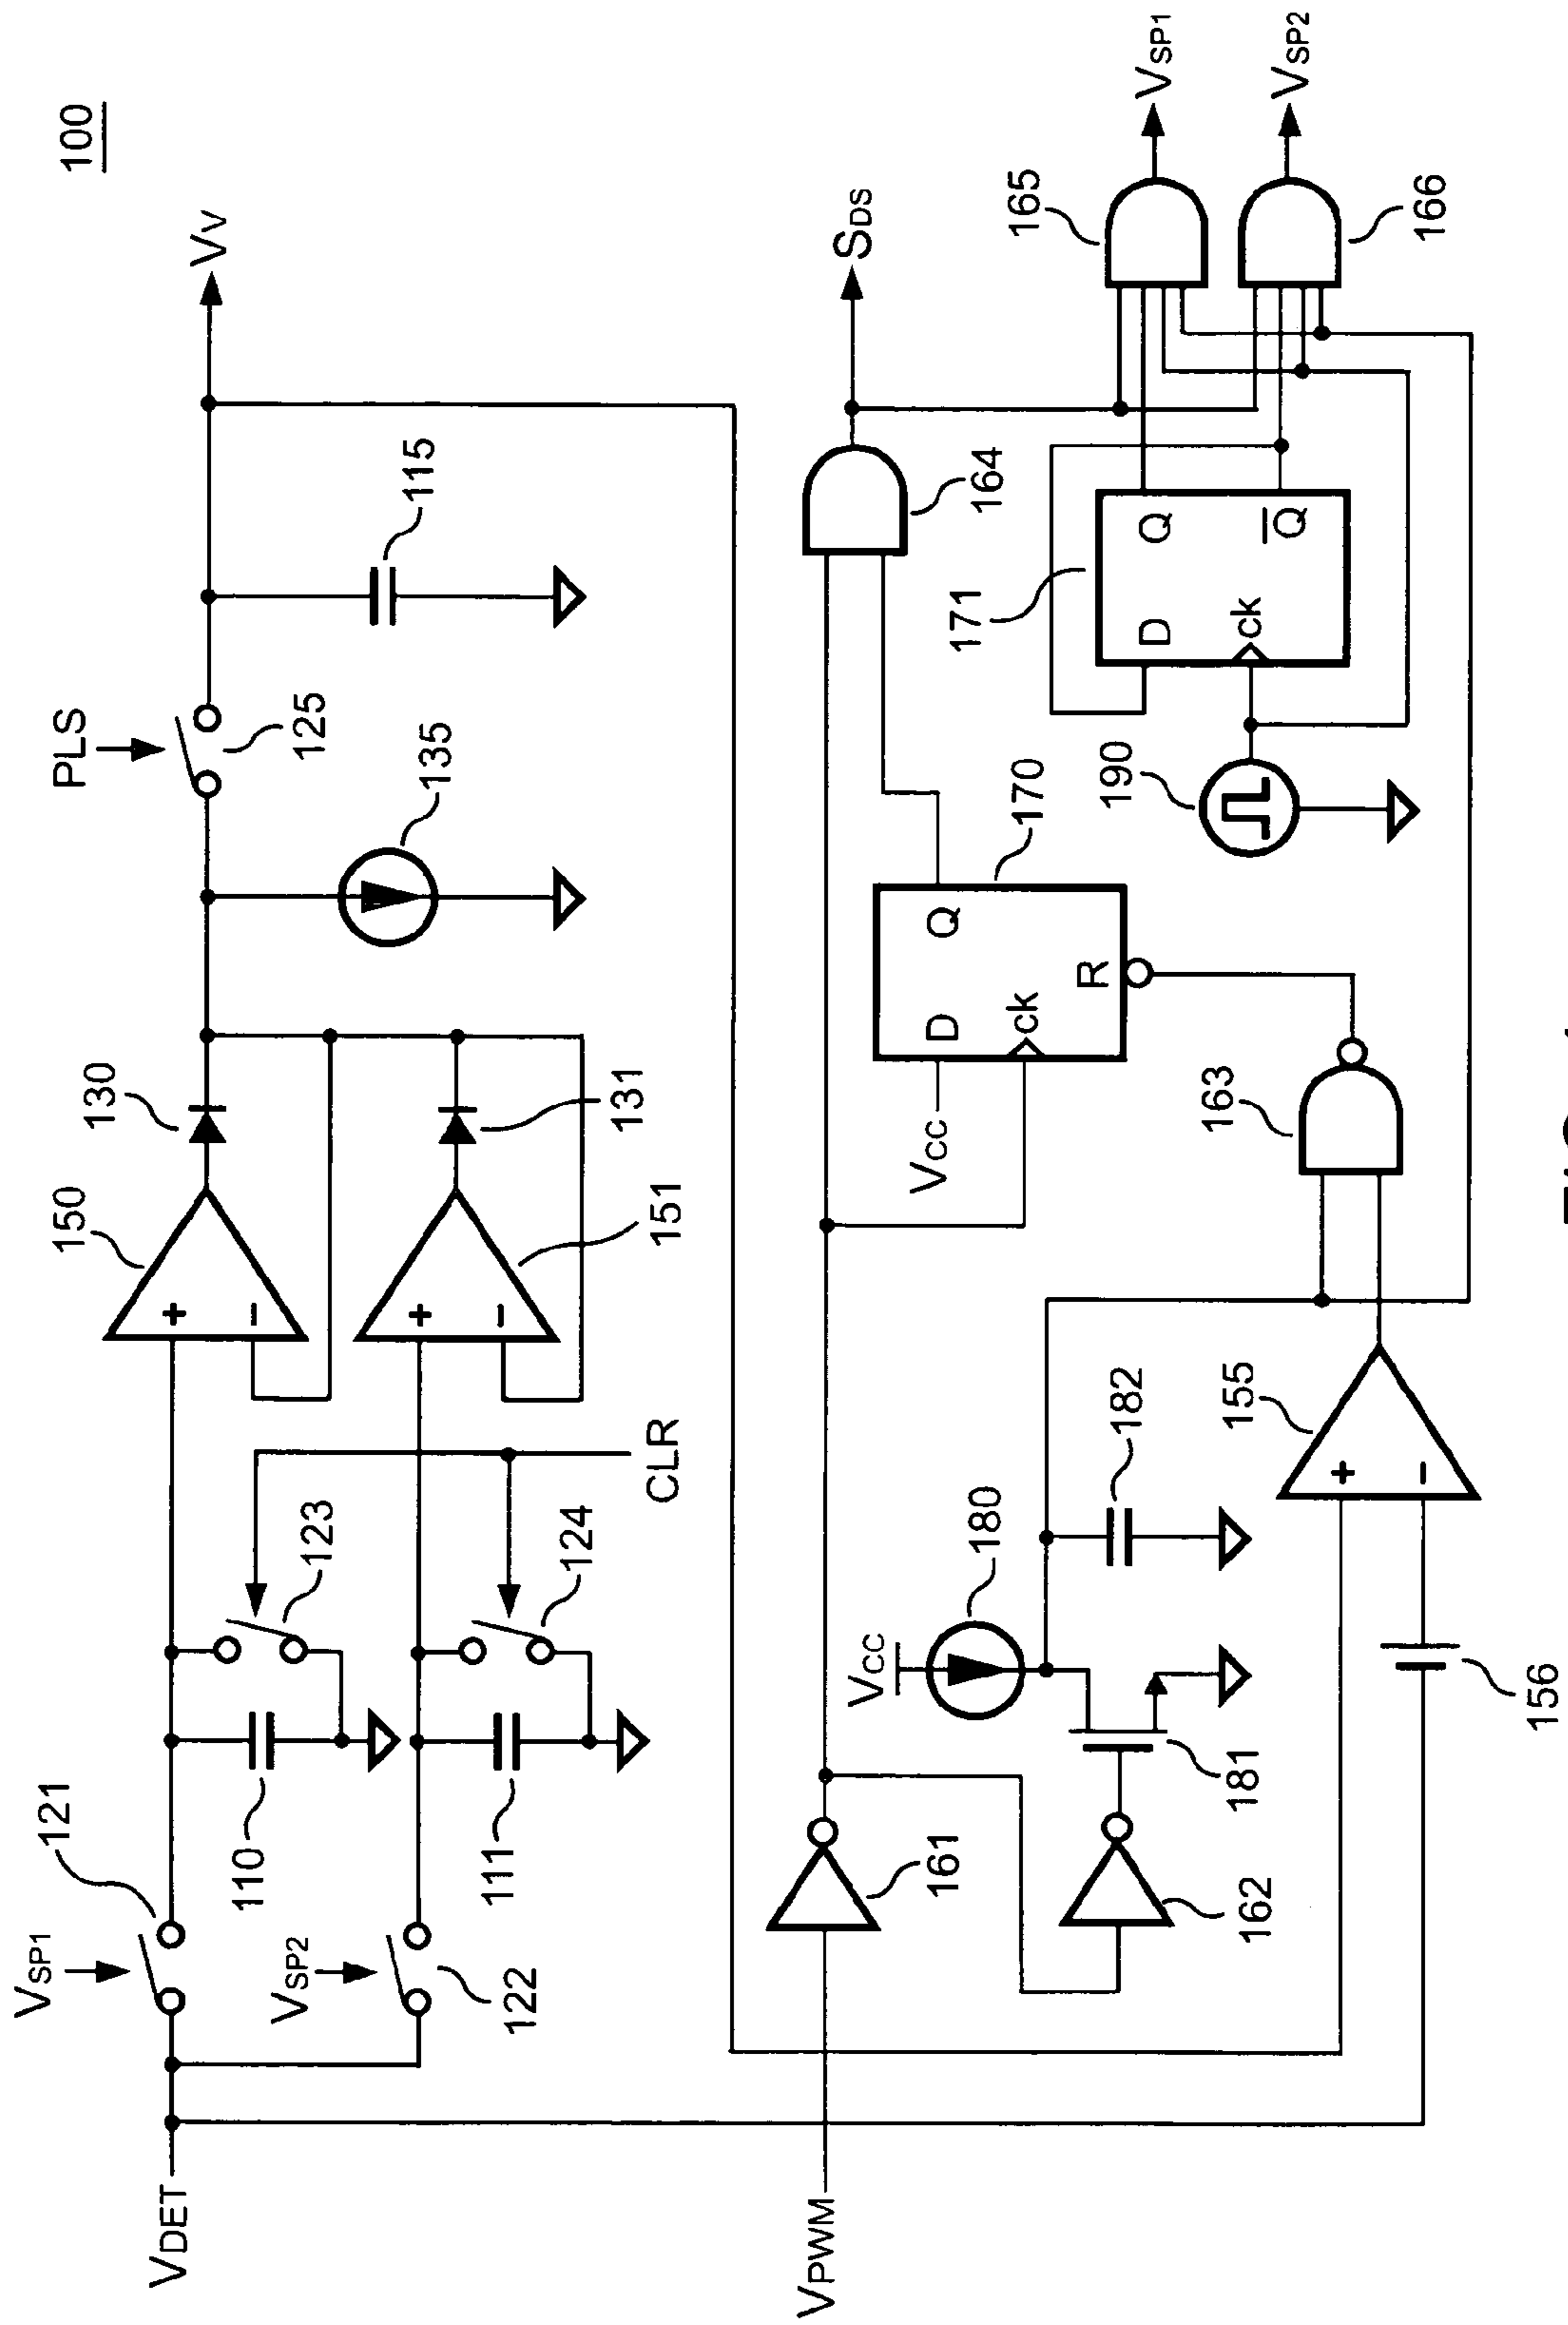 100
VSP1
121
110
VSP2
122
111
123
124
CLR
150
130
151
131
PLS
125
135
115
VV
VDET
VPWM
161
162
VCC
180
181
182
155
156
163
VCC
D
Q
ck
R
170
164
SDS
190
171
D
Q
ck
Q
165
166
VSP1
VSP2
+
−
+
−
+
−